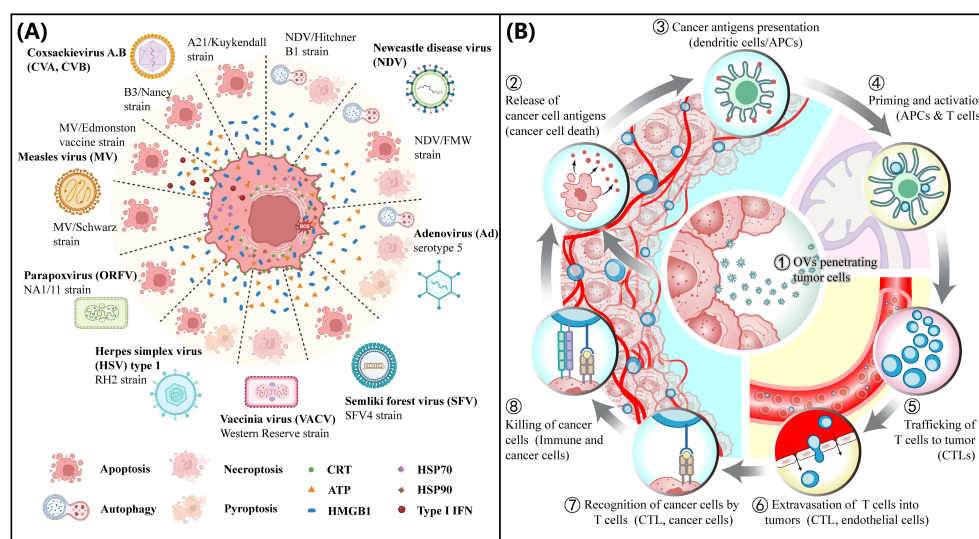 (A)
Coxsackievirus A.B
(CVA, CVB)
A21/Kuykendall
strain
NDV/Hitchner
B1 strain
Newcastle disease virus
(NDV)
B3/Nancy
strain
MV/Edmonston
vaccine strain
Measles virus (MV)
MV/Schwarz
strain
NDV/FMW
strain
Adenovirus (Ad)
serotype 5
Parapoxvirus (ORFV)
NA1/11 strain
ROS
Herpes simplex virus
(HSV) type 1
RH2 strain
Vaccinia virus (VACV)
Western Reserve strain
Semliki forest virus (SFV)
SFV4 strain
Apoptosis
Necroptosis
CRT
HSP70
ATP
HSP90
Autophagy
Pyroptosis
HMGB1
Type I IFN
(B)
① OVs penetrating
tumor cells
② 
Release of
cancer antigens
(cancer cell death)
③ Cancer antigens presentation
(dendritic cells/APCs)
④
Priming and activation
(APCs & T cells
⑤
Trafficking of
T cells to tumor
(CTLs)
⑥ Extravasation of T cells into
tumors (CTL, endothelial cells)
⑦ Recognition of cancer cells by
T cells (CTL, cancer cells)
⑧
Killing of cancer
cells (Immune and
cancer cells)